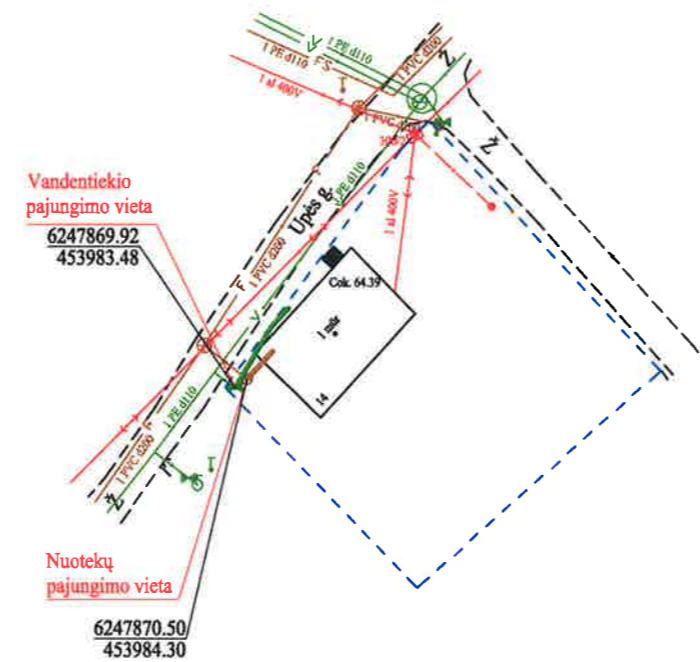 1 PE d110
V
1 PE d110
F S
1 PVC d200
Ž
1 al 400V
1 PVC d200
Ž
Vandentiekio
pajungimo vieta
6247869.92
453983.48
Upės g.
V
1 PE d110
F
1 PVC d200
1 al 400V
Cok. 64.39
1 mūr
14
V
1 PE d110
F
1 PVC d200
Ž
Nuotekų
pajungimo vieta
6247870.50
453984.30